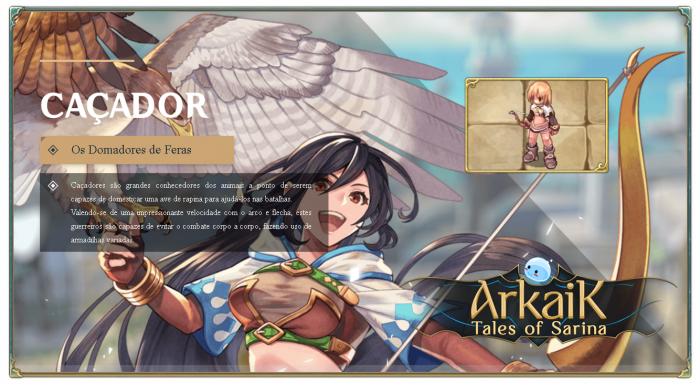 CAÇADOR
Os Domadores de Feras
Caçadores são grandes conhecedores dos animais a ponto de serem
capazes de domesticar uma ave de rapina para ajudá-los nas batalhas.
Valendo-se de uma impressionante velocidade com o arco e flecha, estes
guerreiros são capazes de evitar o combate corpo a corpo, fazendo uso de
armadilhas variadas.
ArkaiK
Tales of Sarina